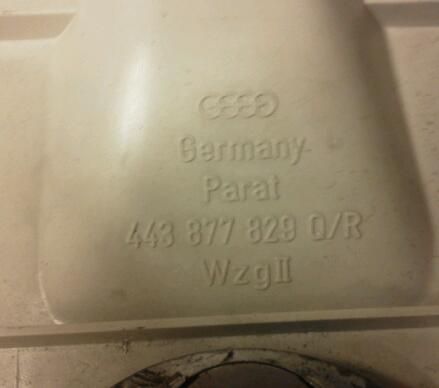 Germany
Parat
443 877 829 Q/R
WzgII